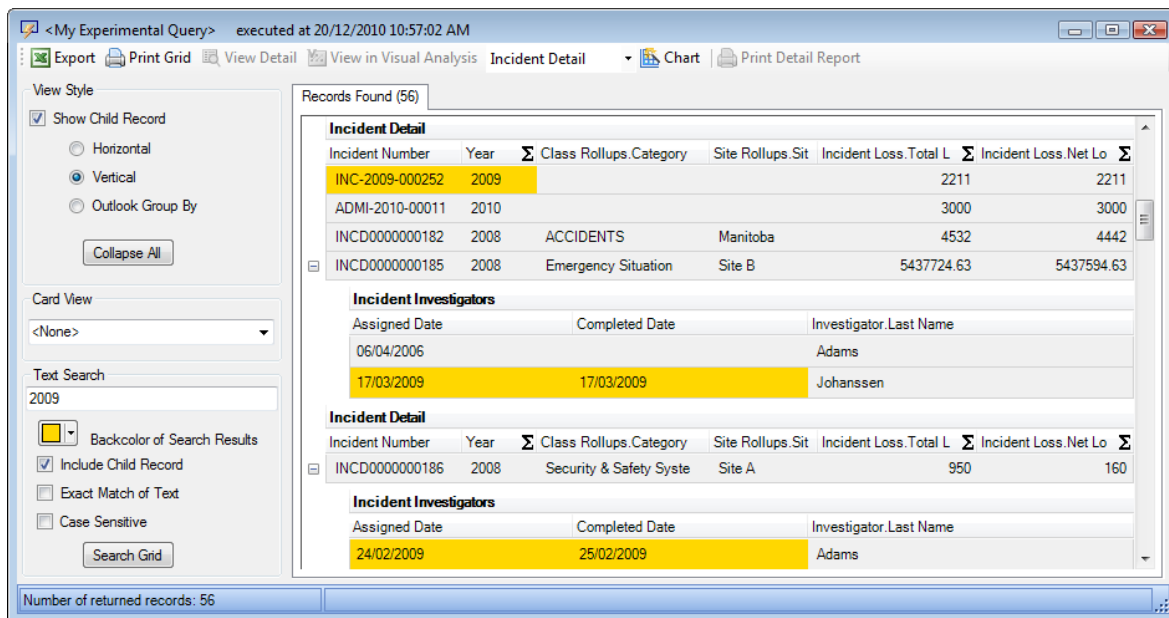 <My Experimental Query> executed at 20/12/2010 10:57:02 AM
Export Print Grid View Detail View in Visual Analysis Incident Detail Chart Print Detail Report
View Style
Show Child Record
Horizontal
Vertical
Outlook Group By
Collapse All
Card View
<None>
Text Search
2009
Backcolor of Search Results
Include Child Record
Exact Match of Text
Case Sensitive
Search Grid
Records Found (56)
Incident Detail
Incident Number Year Σ Class Rollups.Category Site Rollups.Sit Incident Loss.Total L Σ Incident Loss.Net Lo Σ
INC-2009-000252 2009 2211 2211
ADMI-2010-00011 2010 3000 3000
INCD0000000182 2008 ACCIDENTS Manitoba 4532 4442
INCD0000000185 2008 Emergency Situation Site B 5437724.63 5437594.63
Incident Investigators
Assigned Date Completed Date Investigator.Last Name
06/04/2006 Adams
17/03/2009 17/03/2009 Johanssen
Incident Detail
Incident Number Year Σ Class Rollups.Category Site Rollups.Sit Incident Loss.Total L Σ Incident Loss.Net Lo Σ
INCD0000000186 2008 Security & Safety Syste Site A 950 160
Incident Investigators
Assigned Date Completed Date Investigator.Last Name
24/02/2009 25/02/2009 Adams
Number of returned records: 56